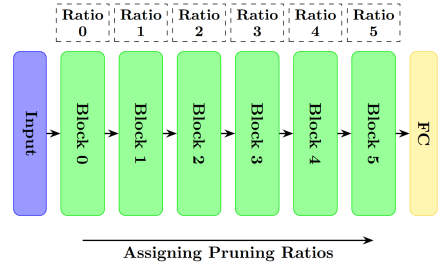 Ratio 0
Ratio 1
Ratio 2
Ratio 3
Ratio 4
Ratio 5
Input
Block 0
Block 1
Block 2
Block 3
Block 4
Block 5
FC
Assigning Pruning Ratios